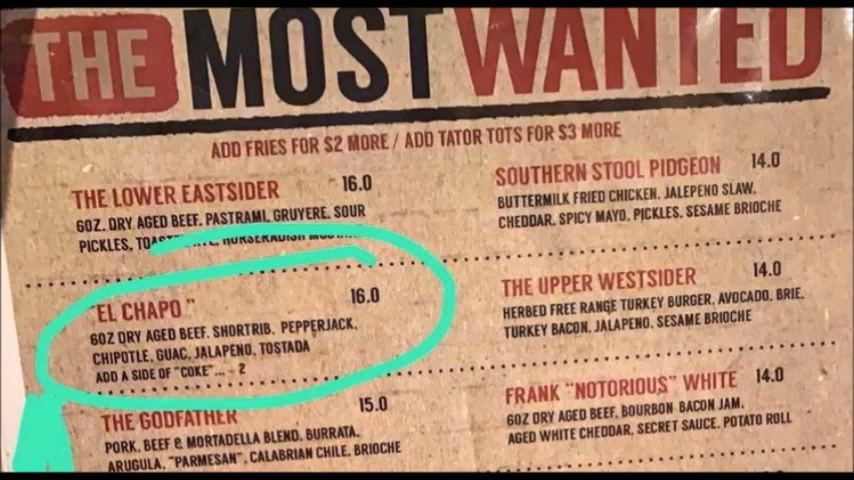 THE MOST WANTED
ADD FRIES FOR $2 MORE / ADD TATOR TOTS FOR $3 MORE
THE LOWER EASTSIDER 16.0
6OZ. DRY AGED BEEF, PASTRAMI, GRUYERE, SOUR
PICKLES,
"EL CHAPO" 16.0
6OZ DRY AGED BEEF, SHORTRIB, PEPPERJACK,
CHIPOTLE, GUAC, JALAPENO, TOSTADA
ADD A SIDE OF "COKE"... - 2
THE GODFATHER 15.0
PORK, BEEF & MORTADELLA BLEND, BURRATA,
ARUGULA, "PARMESAN", CALABRIAN CHILE, BRIOCHE
SOUTHERN STOOL PIDGEON 14.0
BUTTERMILK FRIED CHICKEN, JALEPENO SLAW,
CHEDDAR, SPICY MAYO, PICKLES, SESAME BRIOCHE
THE UPPER WESTSIDER 14.0
HERBED FREE RANGE TURKEY BURGER, AVOCADO, BRIE,
TURKEY BACON, JALAPENO, SESAME BRIOCHE
FRANK "NOTORIOUS" WHITE 14.0
6OZ DRY AGED BEEF, BOURBON BACON JAM,
AGED WHITE CHEDDAR, SECRET SAUCE, POTATO ROLL